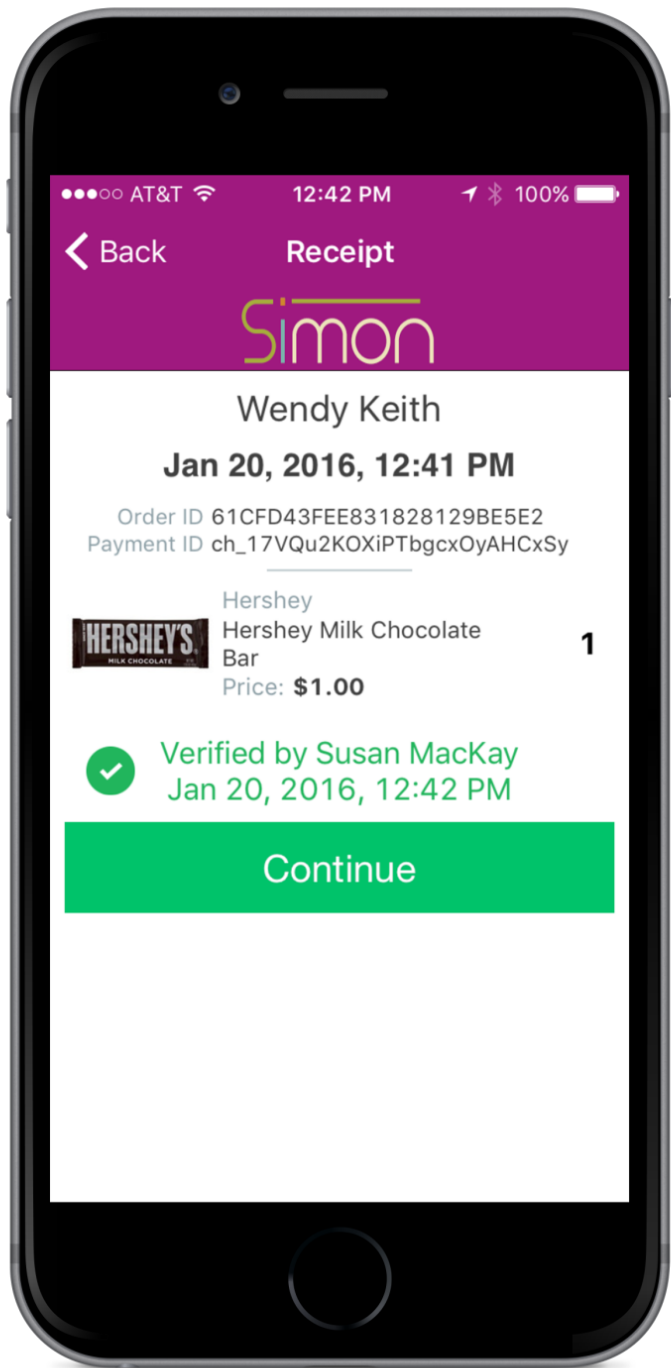 ●●●○○ AT&T 12:42 PM 100%
Back Receipt
Simon
Wendy Keith
Jan 20, 2016, 12:41 PM
Order ID 61CFD43FEE831828129BE5E2
Payment ID ch_17VQu2KOXiPTbgcxOyAHCxSy
Hershey
HERSHEY'S
MILK CHOCOLATE
Hershey Milk Chocolate
Bar
1
Price: $1.00
Verified by Susan MacKay
Jan 20, 2016, 12:42 PM
Continue